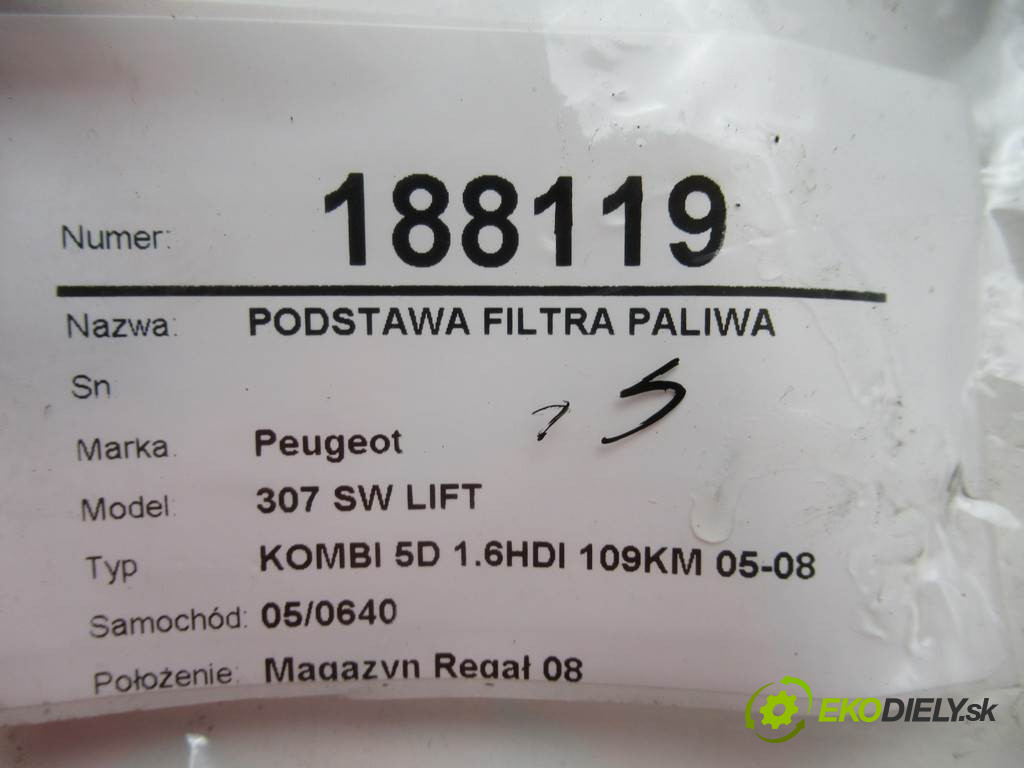 Numer: 188119
Nazwa: PODSTAWA FILTRA PALIWA
Sn
Marka Peugeot
Model: 307 SW LIFT
Typ KOMBI 5D 1.6HDI 109KM 05-08
Samochód: 05/0640
Położenie: Magazyn Regał 08
EKODIELY.sk